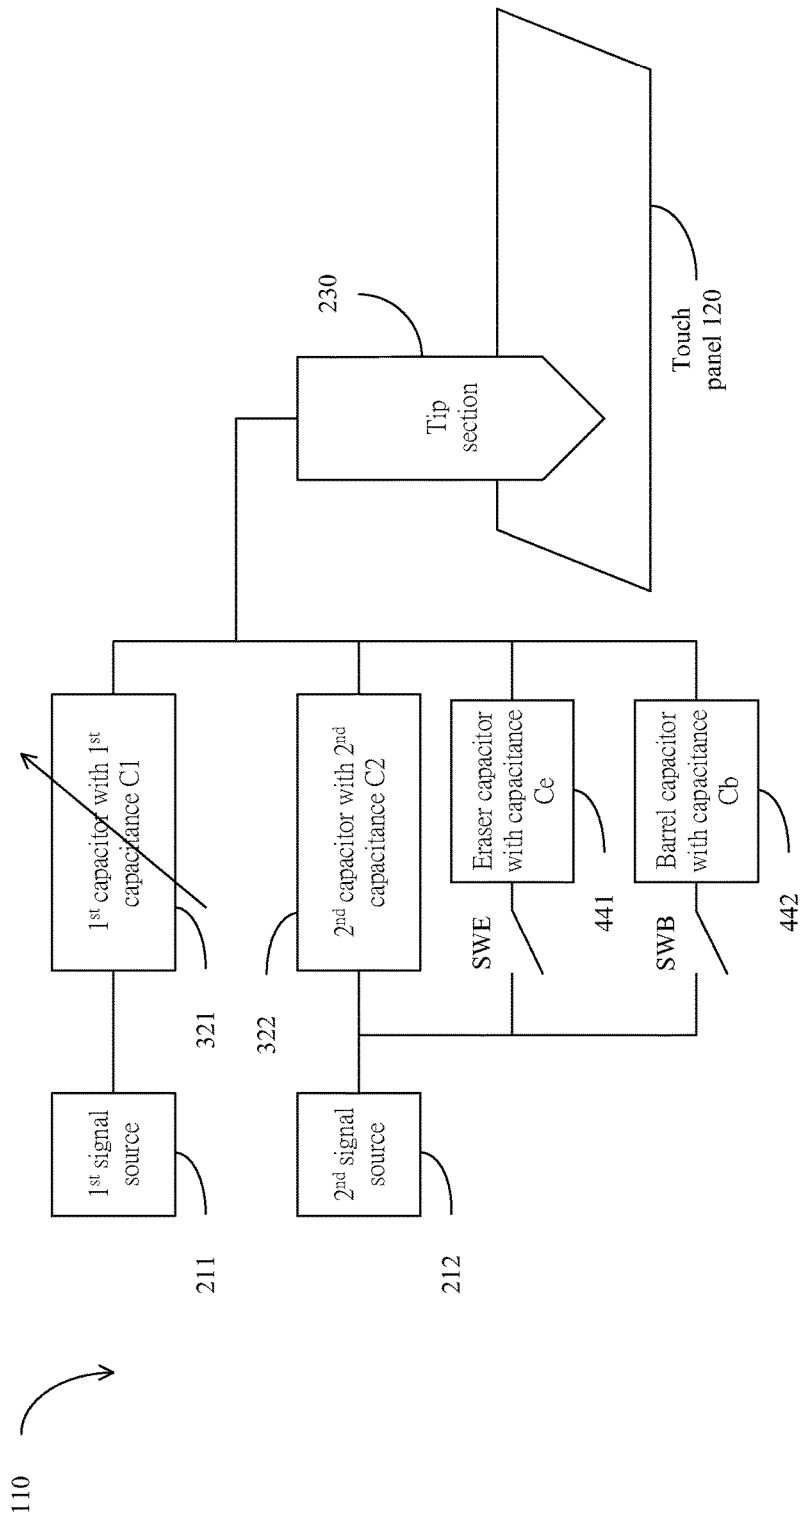 110
211
1st signal
source
321
1st capacitor with 1st
capacitance C1
212
2nd signal
source
322
2nd capacitor with 2nd
capacitance C2
SWE
441
Eraser capacitor
with capacitance
Ce
SWB
442
Barrel capacitor
with capacitance
Cb
230
Tip
section
Touch
panel 120